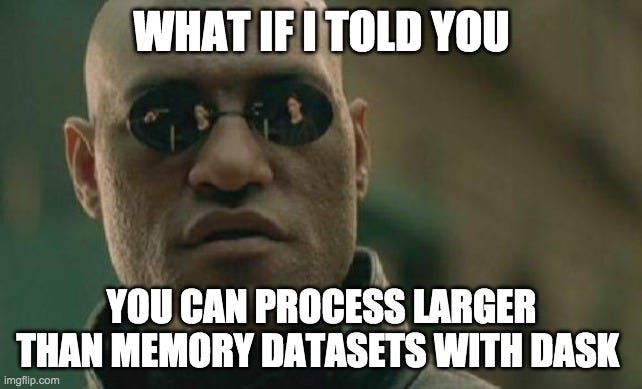 WHAT IF I TOLD YOU
YOU CAN PROCESS LARGER
THAN MEMORY DATASETS WITH DASK
imgflip.com